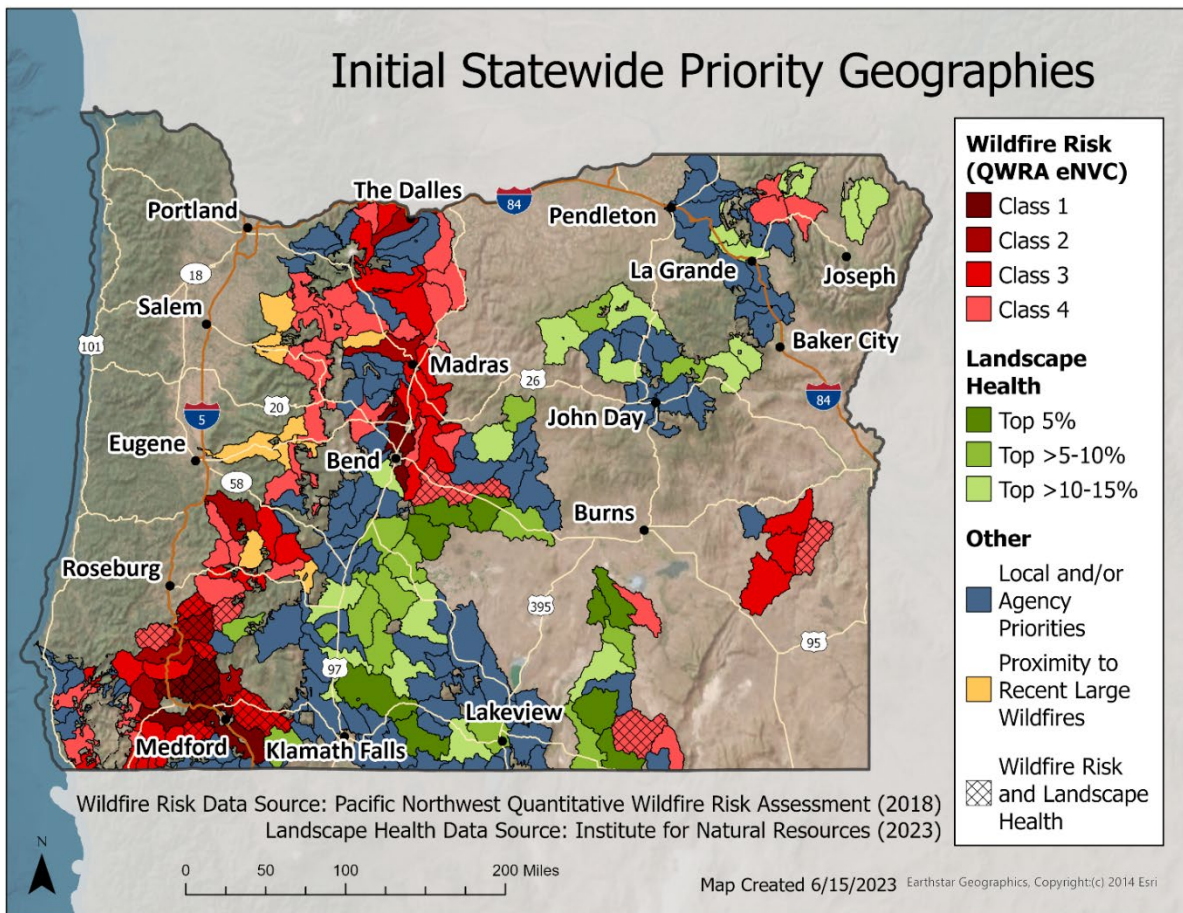 Initial Statewide Priority Geographies
Wildfire Risk
(QWRA eNVC)
Class 1
Class 2
Class 3
Class 4
Landscape
Health
Top 5%
Top >5-10%
Top >10-15%
Other
Local and/or
Agency
Priorities
Proximity to
Recent Large
Wildfires
Wildfire Risk
and Landscape
Health
The Dalles
84
Portland
Pendleton
18
La Grande
Joseph
Salem
101
Baker City
Madras
26
84
5
20
John Day
Eugene
Bend
58
Burns
Roseburg
395
95
97
Lakeview
Medford
Klamath Falls
Wildfire Risk Data Source: Pacific Northwest Quantitative Wildfire Risk Assessment (2018)
Landscape Health Data Source: Institute for Natural Resources (2023)
N
0 50 100 200 Miles
Map Created 6/15/2023
Earthstar Geographics, Copyright:(c) 2014 Esri